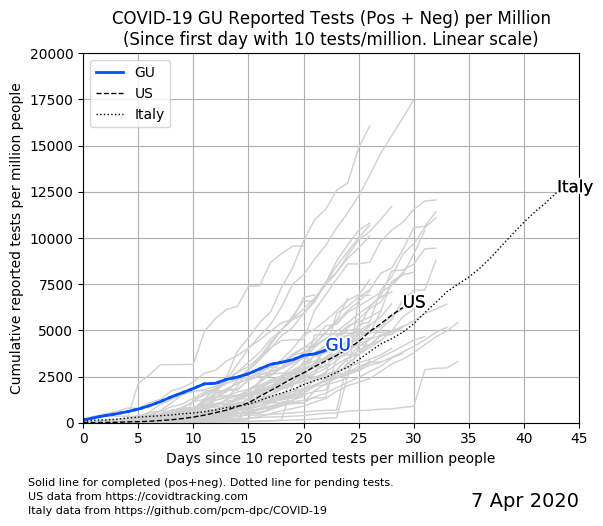 COVID-19 GU Reported Tests (Pos + Neg) per Million
(Since first day with 10 tests/million. Linear scale)
Cumulative reported tests per million people
20000
17500
15000
12500
10000
7500
5000
2500
0
GU
US
Italy
Italy
US
GU
0 5 10 15 20 25 30 35 40 45
Days since 10 reported tests per million people
Solid line for completed (pos+neg). Dotted line for pending tests.
US data from https://covidtracking.com
Italy data from https://github.com/pcm-dpc/COVID-19
7 Apr 2020